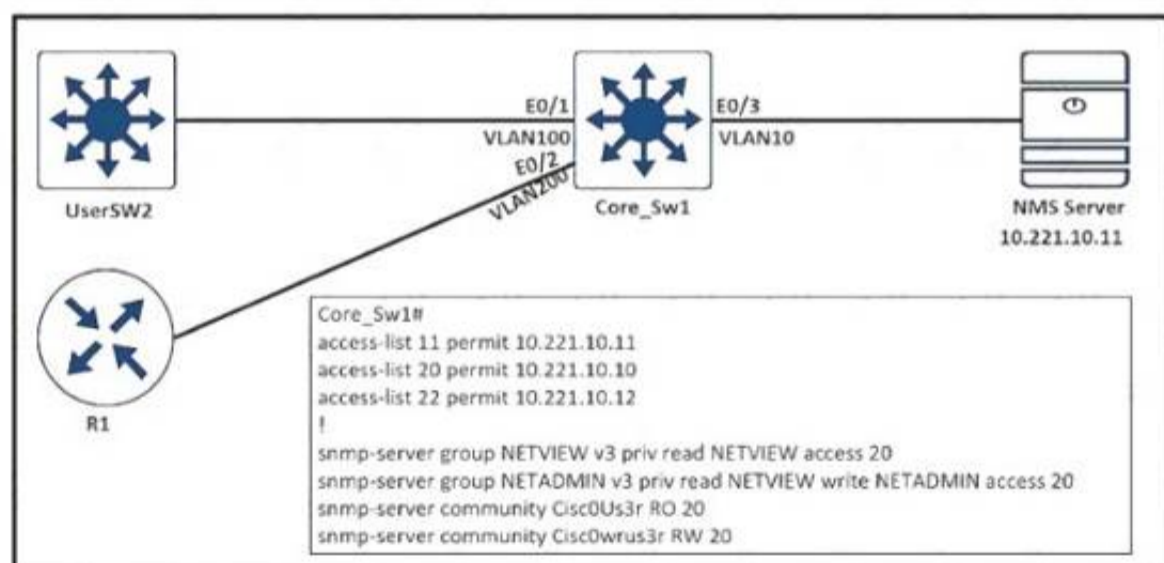 E0/1
E0/3
VLAN100
VLAN10
E0/2
VLAN200
UserSW2
Core_Sw1
NMS Server
10.221.10.11
R1
Core_Sw1#
access-list 11 permit 10.221.10.11
access-list 20 permit 10.221.10.10
access-list 22 permit 10.221.10.12
!
snmp-server group NETVIEW v3 priv read NETVIEW access 20
snmp-server group NETADMIN v3 priv read NETVIEW write NETADMIN access 20
snmp-server community Cisc0Us3r RO 20
snmp-server community Cisc0wrus3r RW 20